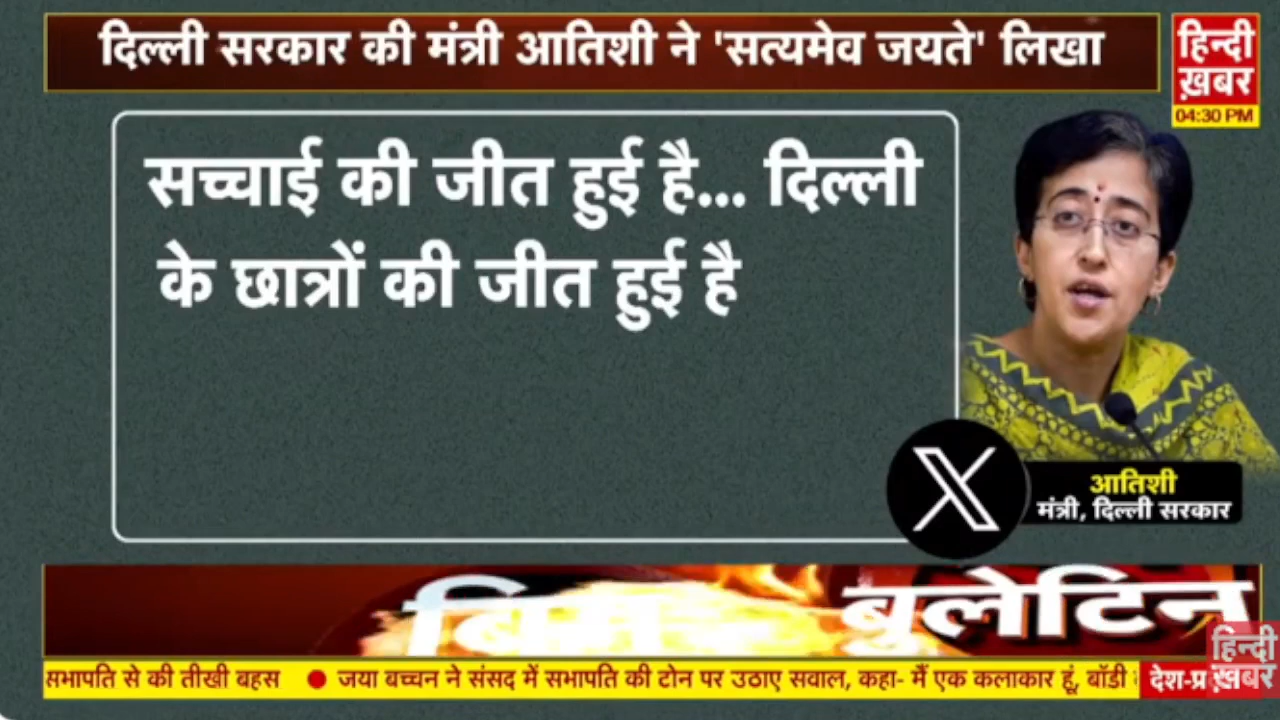 दिल्ली सरकार की मंत्री आतिशी ने 'सत्यमेव जयते' लिखा
हिन्दी
ख़बर
04:30 PM
सच्चाई की जीत हुई है... दिल्ली
के छात्रों की जीत हुई है
X
आतिशी
मंत्री, दिल्ली सरकार
बुलेटिन
हिन्दी
ख़बर
सभापति से की तीखी बहस ● जया बच्चन ने संसद में सभापति की टोन पर उठाए सवाल, कहा- मैं एक कलाकार हूं, बॉडी